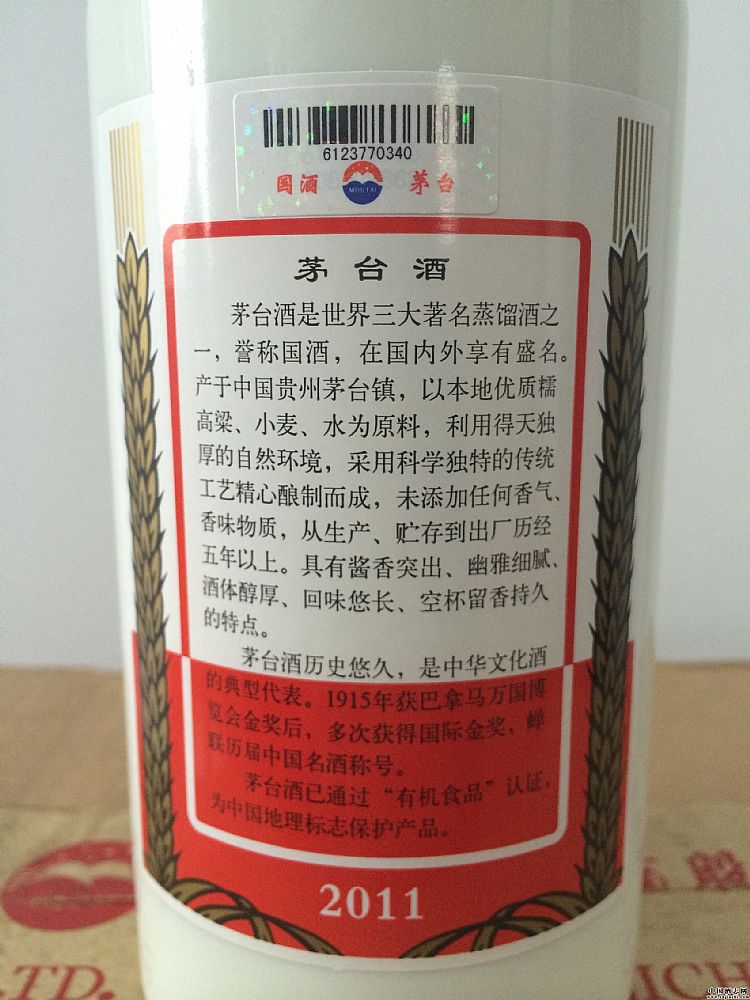 6123770340
国酒 MOUTAI 茅台
茅台酒
茅台酒是世界三大著名蒸馏酒之
一，誉称国酒，在国内外享有盛名。
产于中国贵州茅台镇，以本地优质糯
高粱、小麦、水为原料，利用得天独
厚的自然环境，采用科学独特的传统
工艺精心酿制而成，未添加任何香气、
香味物质，从生产、贮存到出厂历经
五年以上。具有酱香突出、幽雅细腻、
酒体醇厚、回味悠长、空杯留香持久
的特点。
茅台酒历史悠久，是中华文化酒
的典型代表。1915年获巴拿马万国博
览会金奖后，多次获得国际金奖，蝉
联历届中国名酒称号。
茅台酒已通过“有机食品”认证，
为中国地理标志保护产品。
2011
LTD.
ICH
中国酒志网